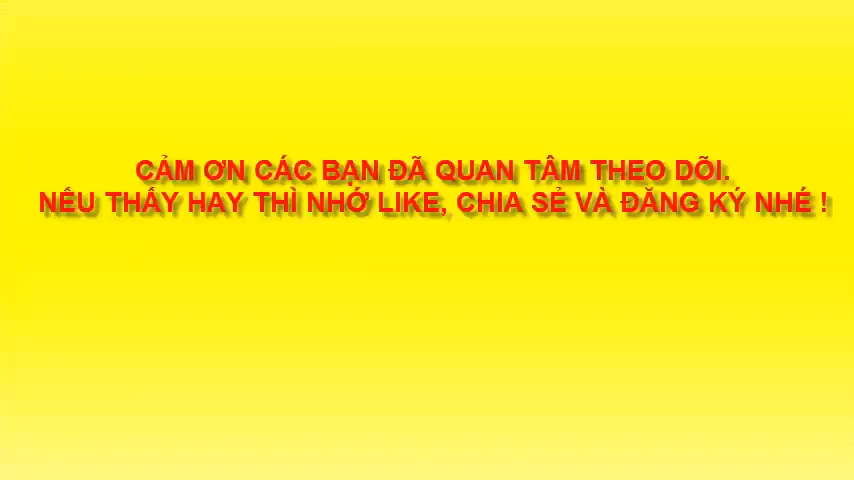 CẢM ƠN CÁC BẠN ĐÃ QUAN TÂM THEO DÕI.
NẾU THẤY HAY THÌ NHỚ LIKE, CHIA SẺ VÀ ĐĂNG KÝ NHÉ !